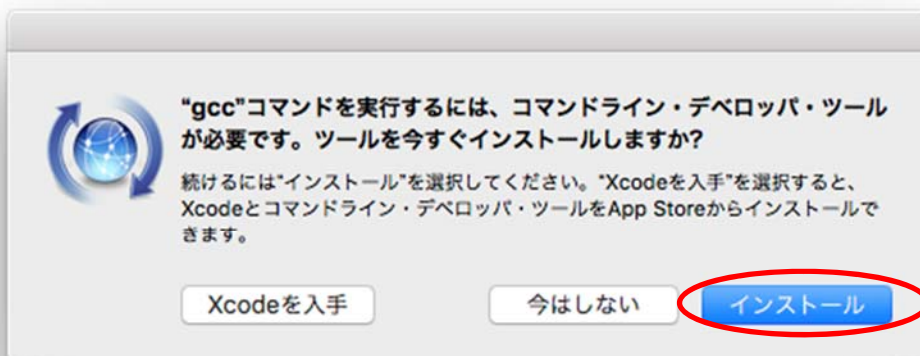 “gcc”コマンドを実行するには、コマンドライン・デベロッパ・ツール
が必要です。ツールを今すぐインストールしますか?
続けるには“インストール”を選択してください。“Xcodeを入手”を選択すると、
Xcodeとコマンドライン・デベロッパ・ツールをApp Storeからインストールで
きます。
Xcodeを入手 今はしない インストール